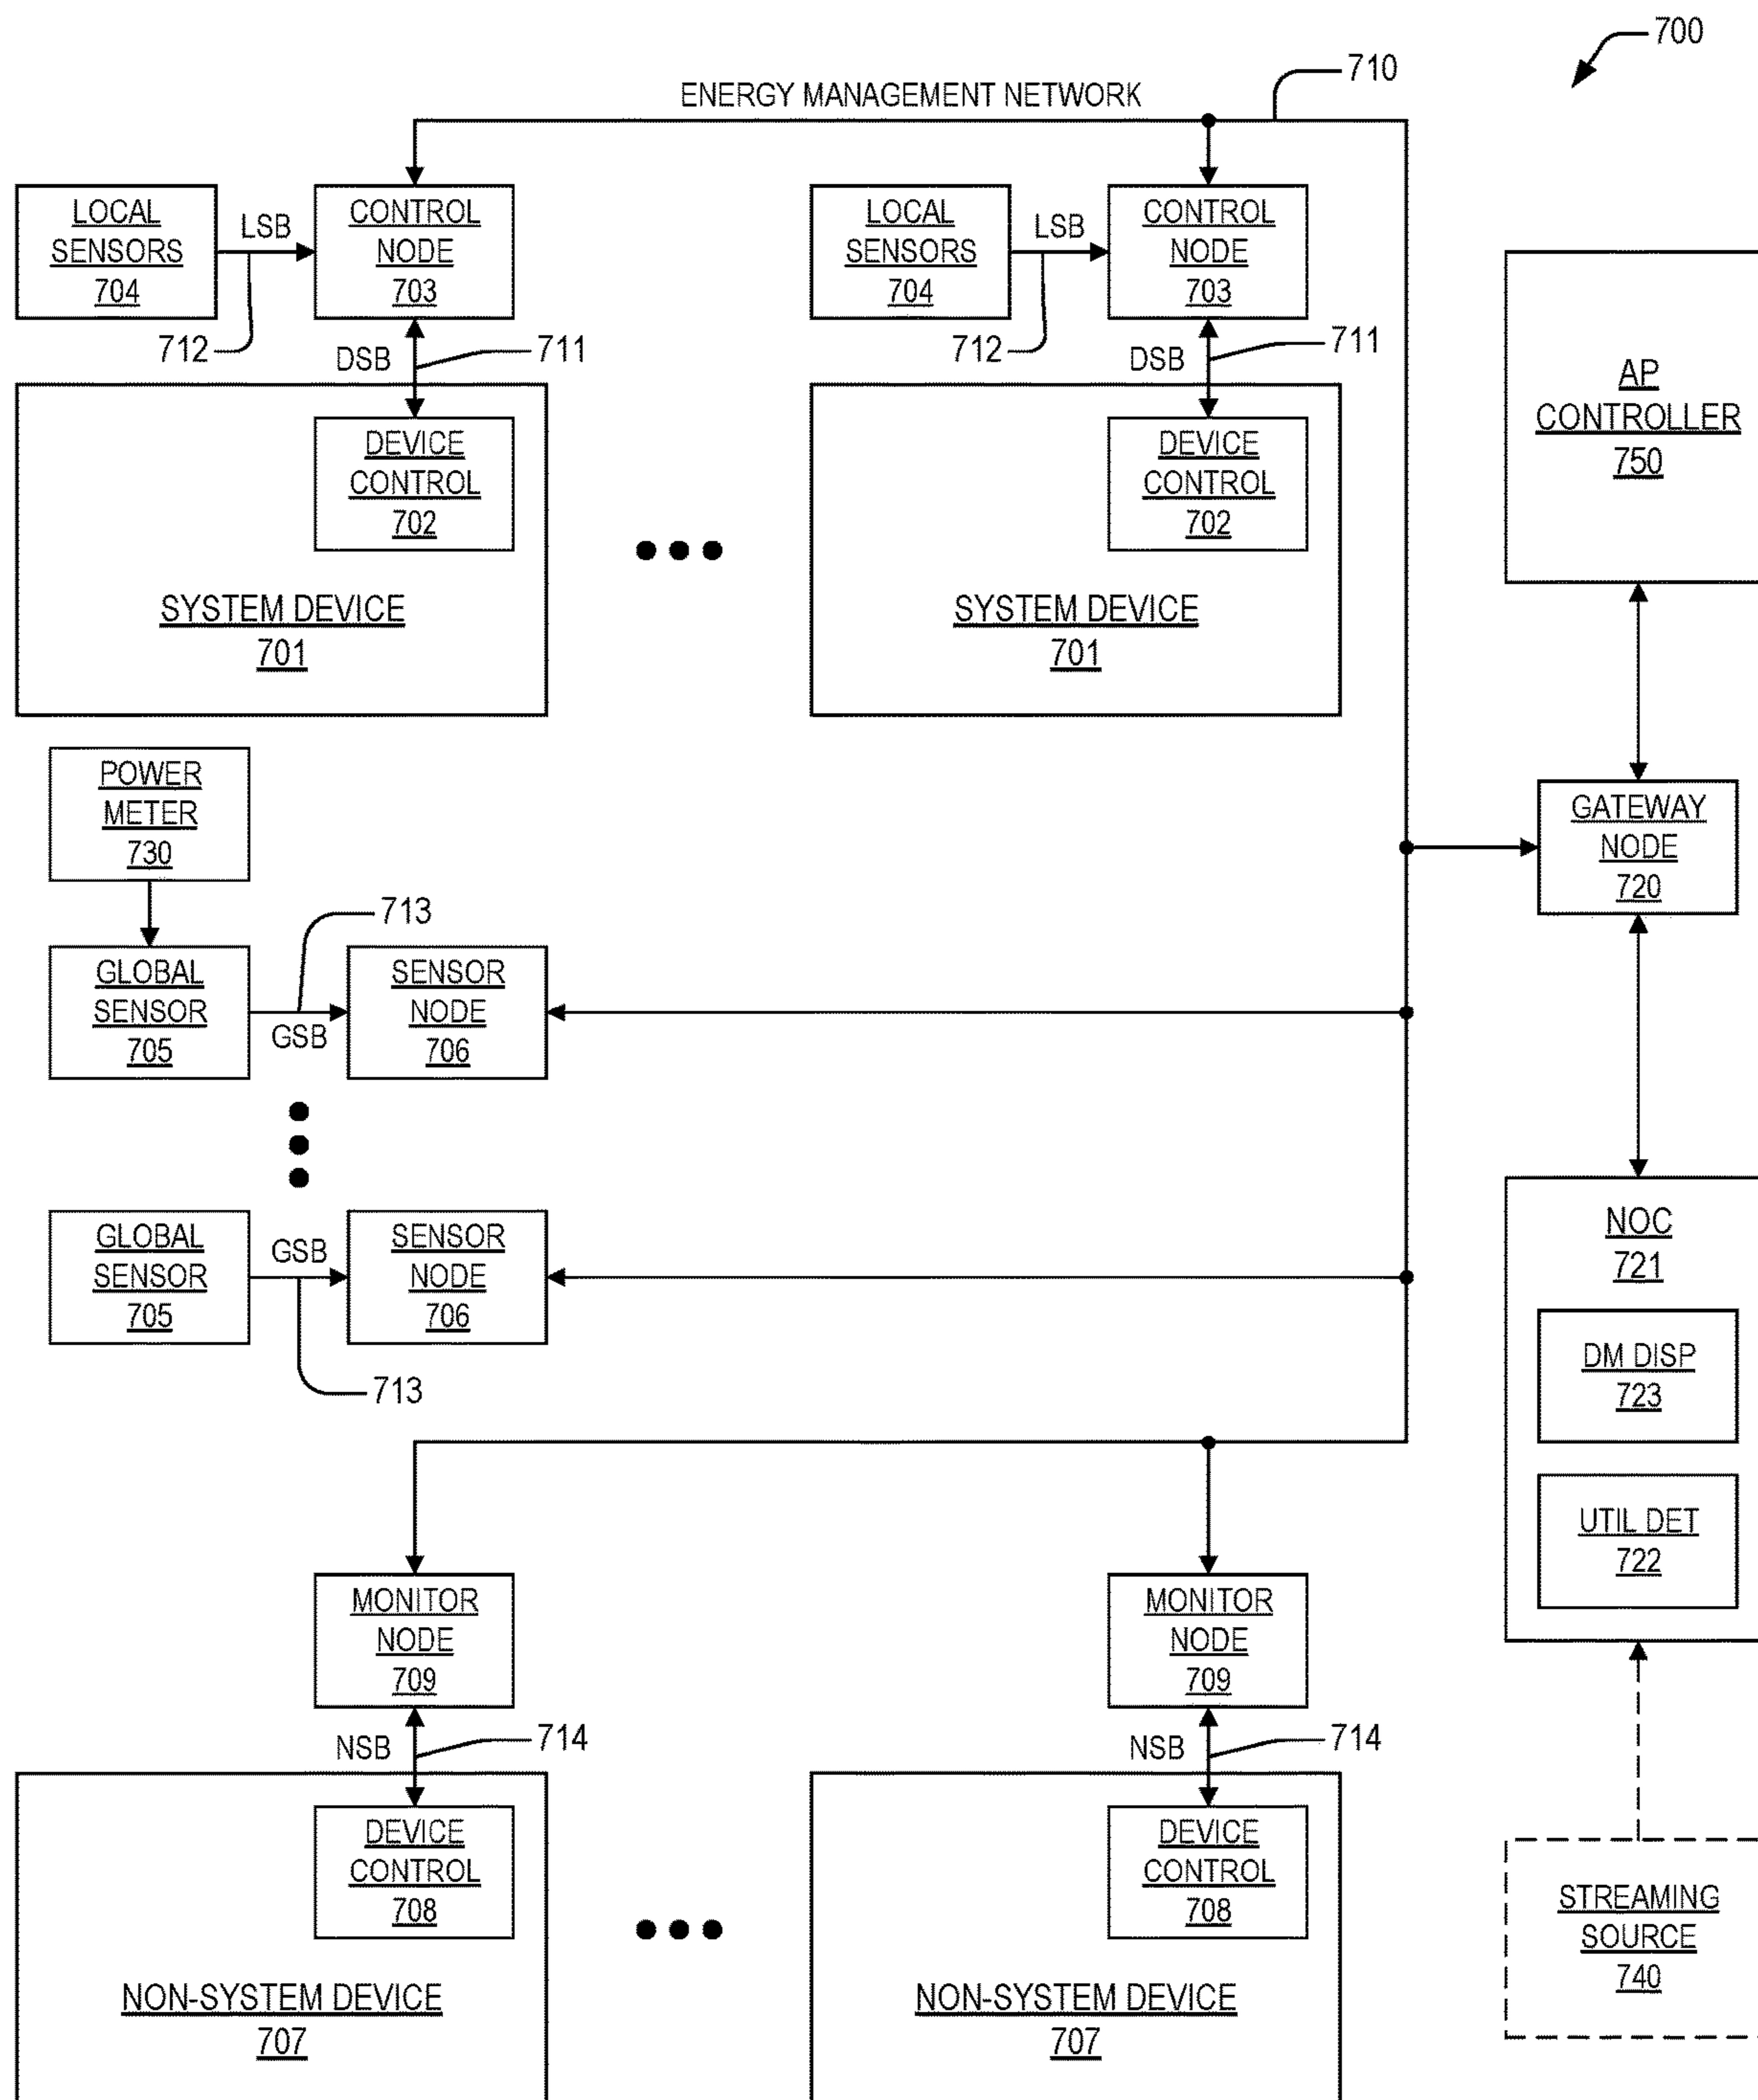 700
710
ENERGY MANAGEMENT NETWORK
LOCAL
SENSORS
704
LSB
712
CONTROL
NODE
703
DSB
711
DEVICE
CONTROL
702
SYSTEM DEVICE
701
LOCAL
SENSORS
704
LSB
712
CONTROL
NODE
703
DSB
711
DEVICE
CONTROL
702
SYSTEM DEVICE
701
AP
CONTROLLER
750
POWER
METER
730
GATEWAY
NODE
720
713
GLOBAL
SENSOR
705
GSB
SENSOR
NODE
706
GLOBAL
SENSOR
705
GSB
SENSOR
NODE
706
713
NOC
721
DM DISP
723
UTIL DET
722
MONITOR
NODE
709
NSB
714
DEVICE
CONTROL
708
NON-SYSTEM DEVICE
707
MONITOR
NODE
709
NSB
714
DEVICE
CONTROL
708
NON-SYSTEM DEVICE
707
STREAMING
SOURCE
740